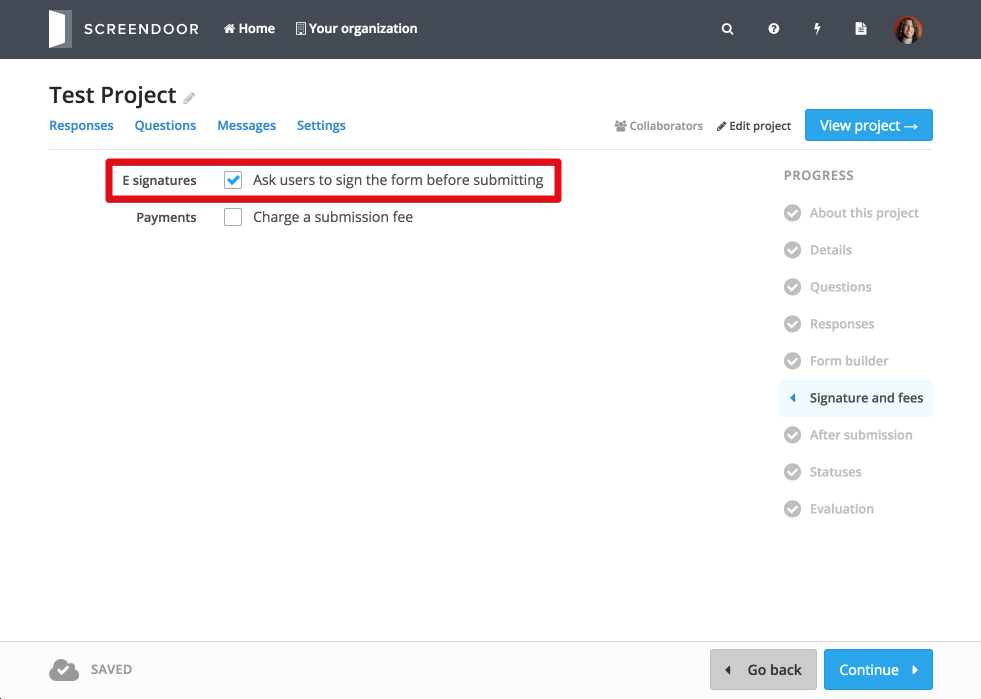 SCREENDOOR Home Your organization
Test Project
Responses Questions Messages Settings Collaborators Edit project View project →
E signatures Ask users to sign the form before submitting
Payments Charge a submission fee
PROGRESS
About this project
Details
Questions
Responses
Form builder
Signature and fees
After submission
Statuses
Evaluation
SAVED Go back Continue